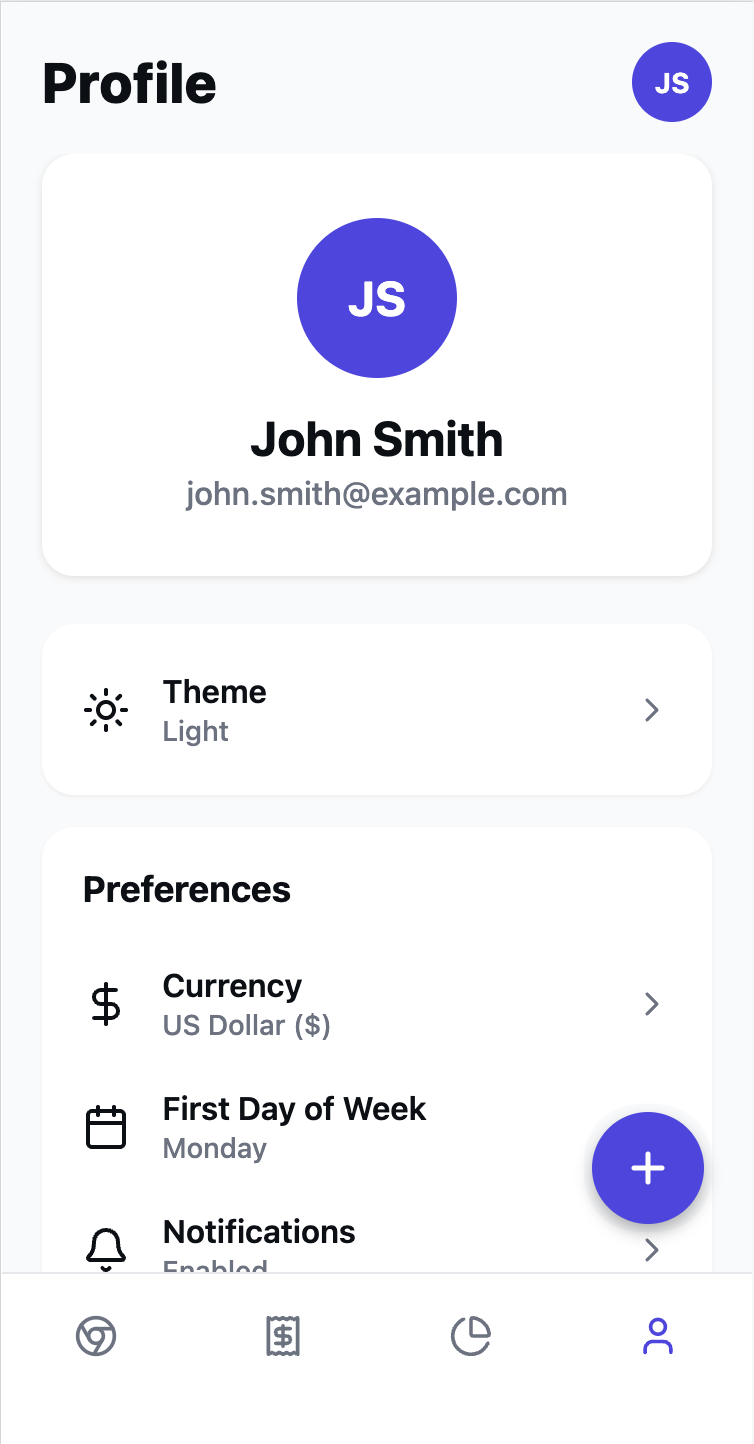 Profile
JS
JS
John Smith
john.smith@example.com
Theme
Light
Preferences
Currency
US Dollar ($)
First Day of Week
Monday
Notifications
Enabled